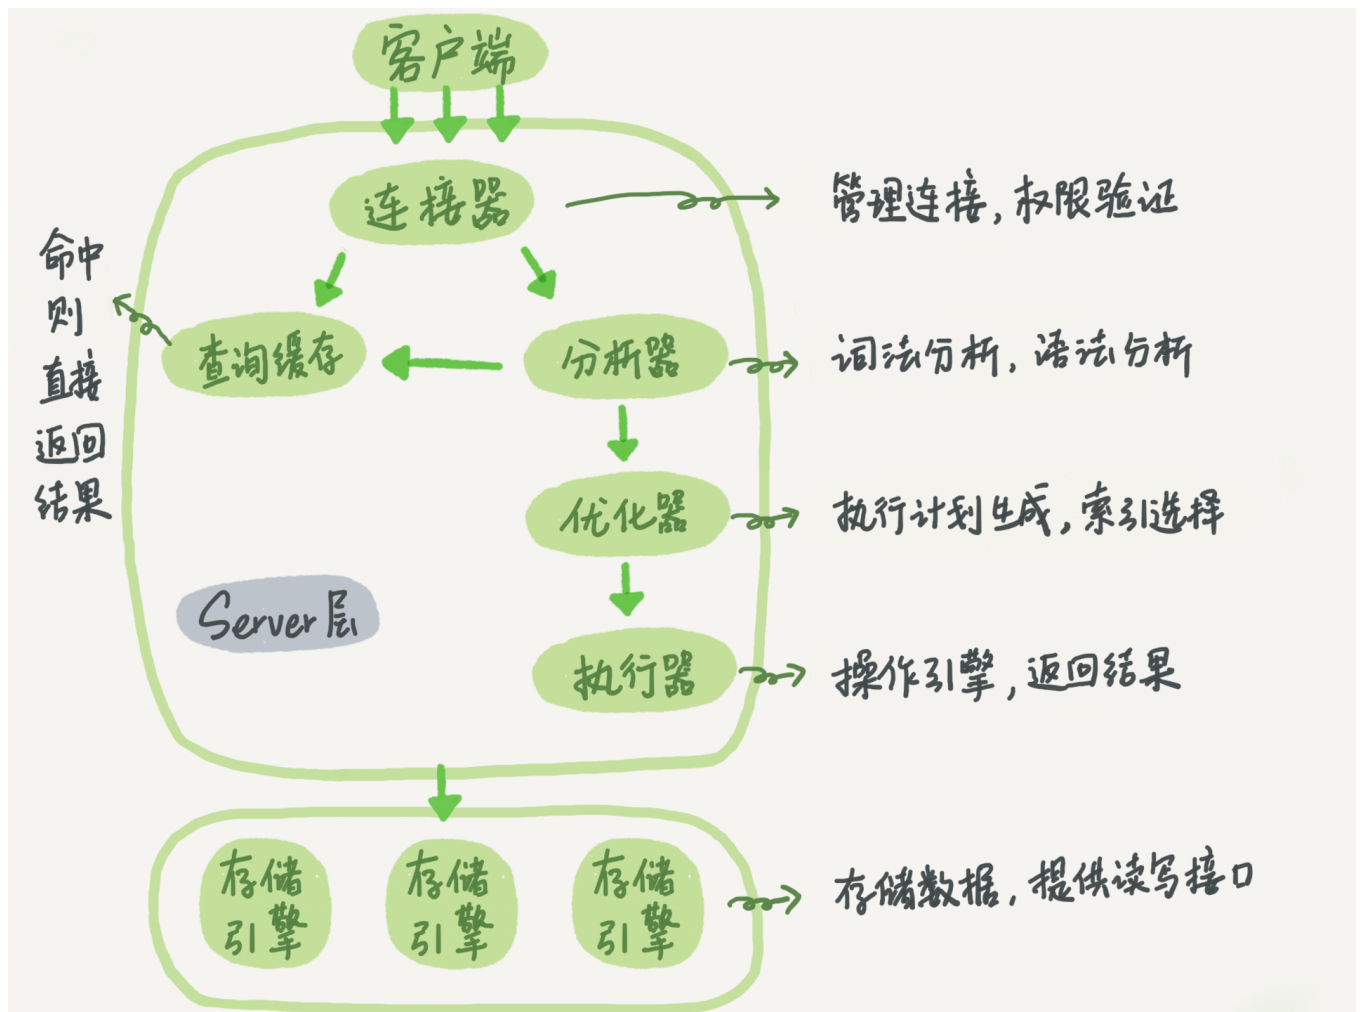 客户端
连接器
管理连接, 权限验证
命中
则
直接
返回
结果
查询缓存
分析器
词法分析, 语法分析
优化器
执行计划生成, 索引选择
Server层
执行器
操作引擎, 返回结果
存储
引擎
存储
引擎
存储
引擎
存储数据, 提供读写接口